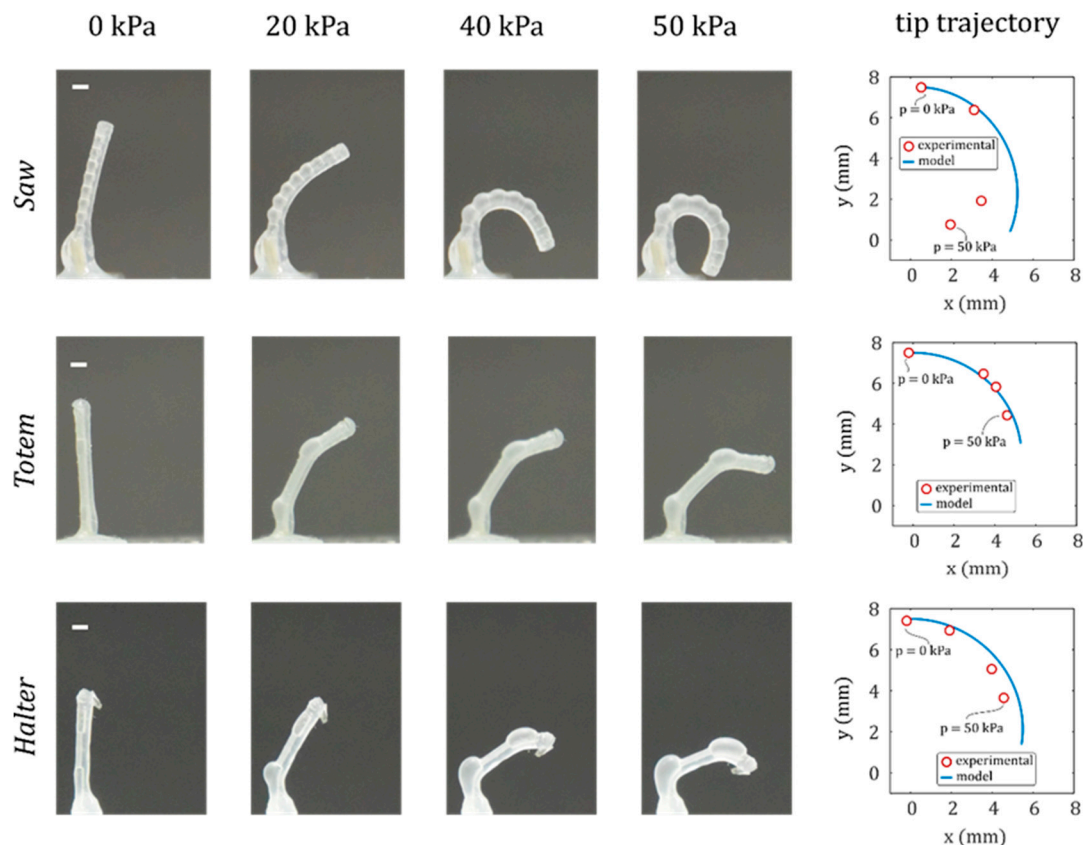 0 kPa 20 kPa 40 kPa 50 kPa tip trajectory
Saw
8
6
4
2
0
y (mm)
p = 0 kPa
experimental
model
p = 50 kPa
0 2 4 6 8
x (mm)
Totem
8
6
4
2
0
y (mm)
p = 0 kPa
p = 50 kPa
experimental
model
0 2 4 6 8
x (mm)
Halter
8
6
4
2
0
y (mm)
p = 0 kPa
p = 50 kPa
experimental
model
0 2 4 6 8
x (mm)